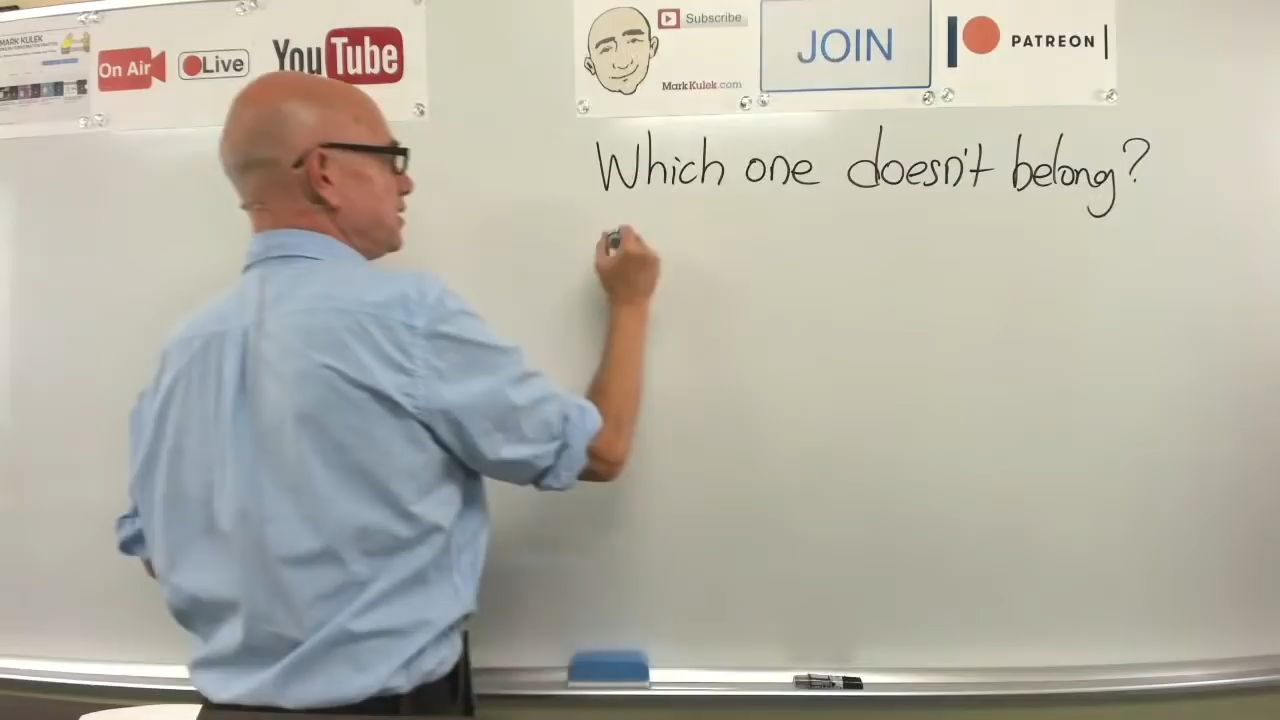 MARK KULEK
On Air
Live
YouTube
Subscribe
MarkKulek.com
JOIN
PATREON
Which one doesn't belong?